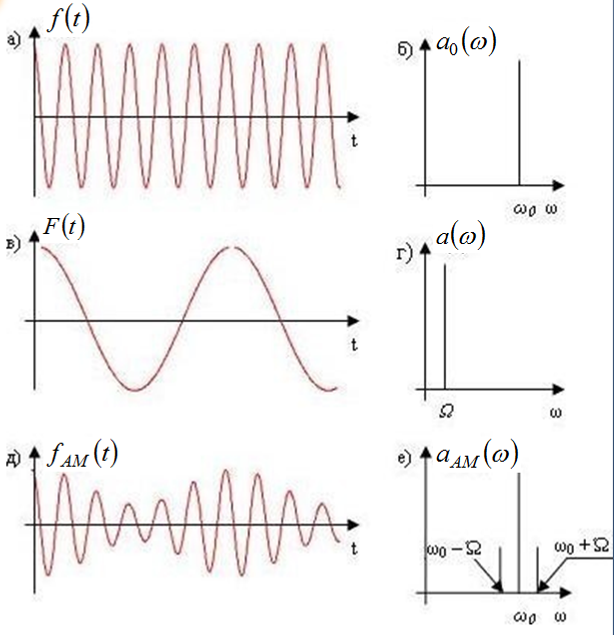 а) f(t)
t
б) a₀(ω)
ω₀ ω
в) F(t)
t
г) a(ω)
Ω ω
д) f_AM(t)
t
е) a_AM(ω)
ω₀ − Ω
ω₀ + Ω
ω₀ ω